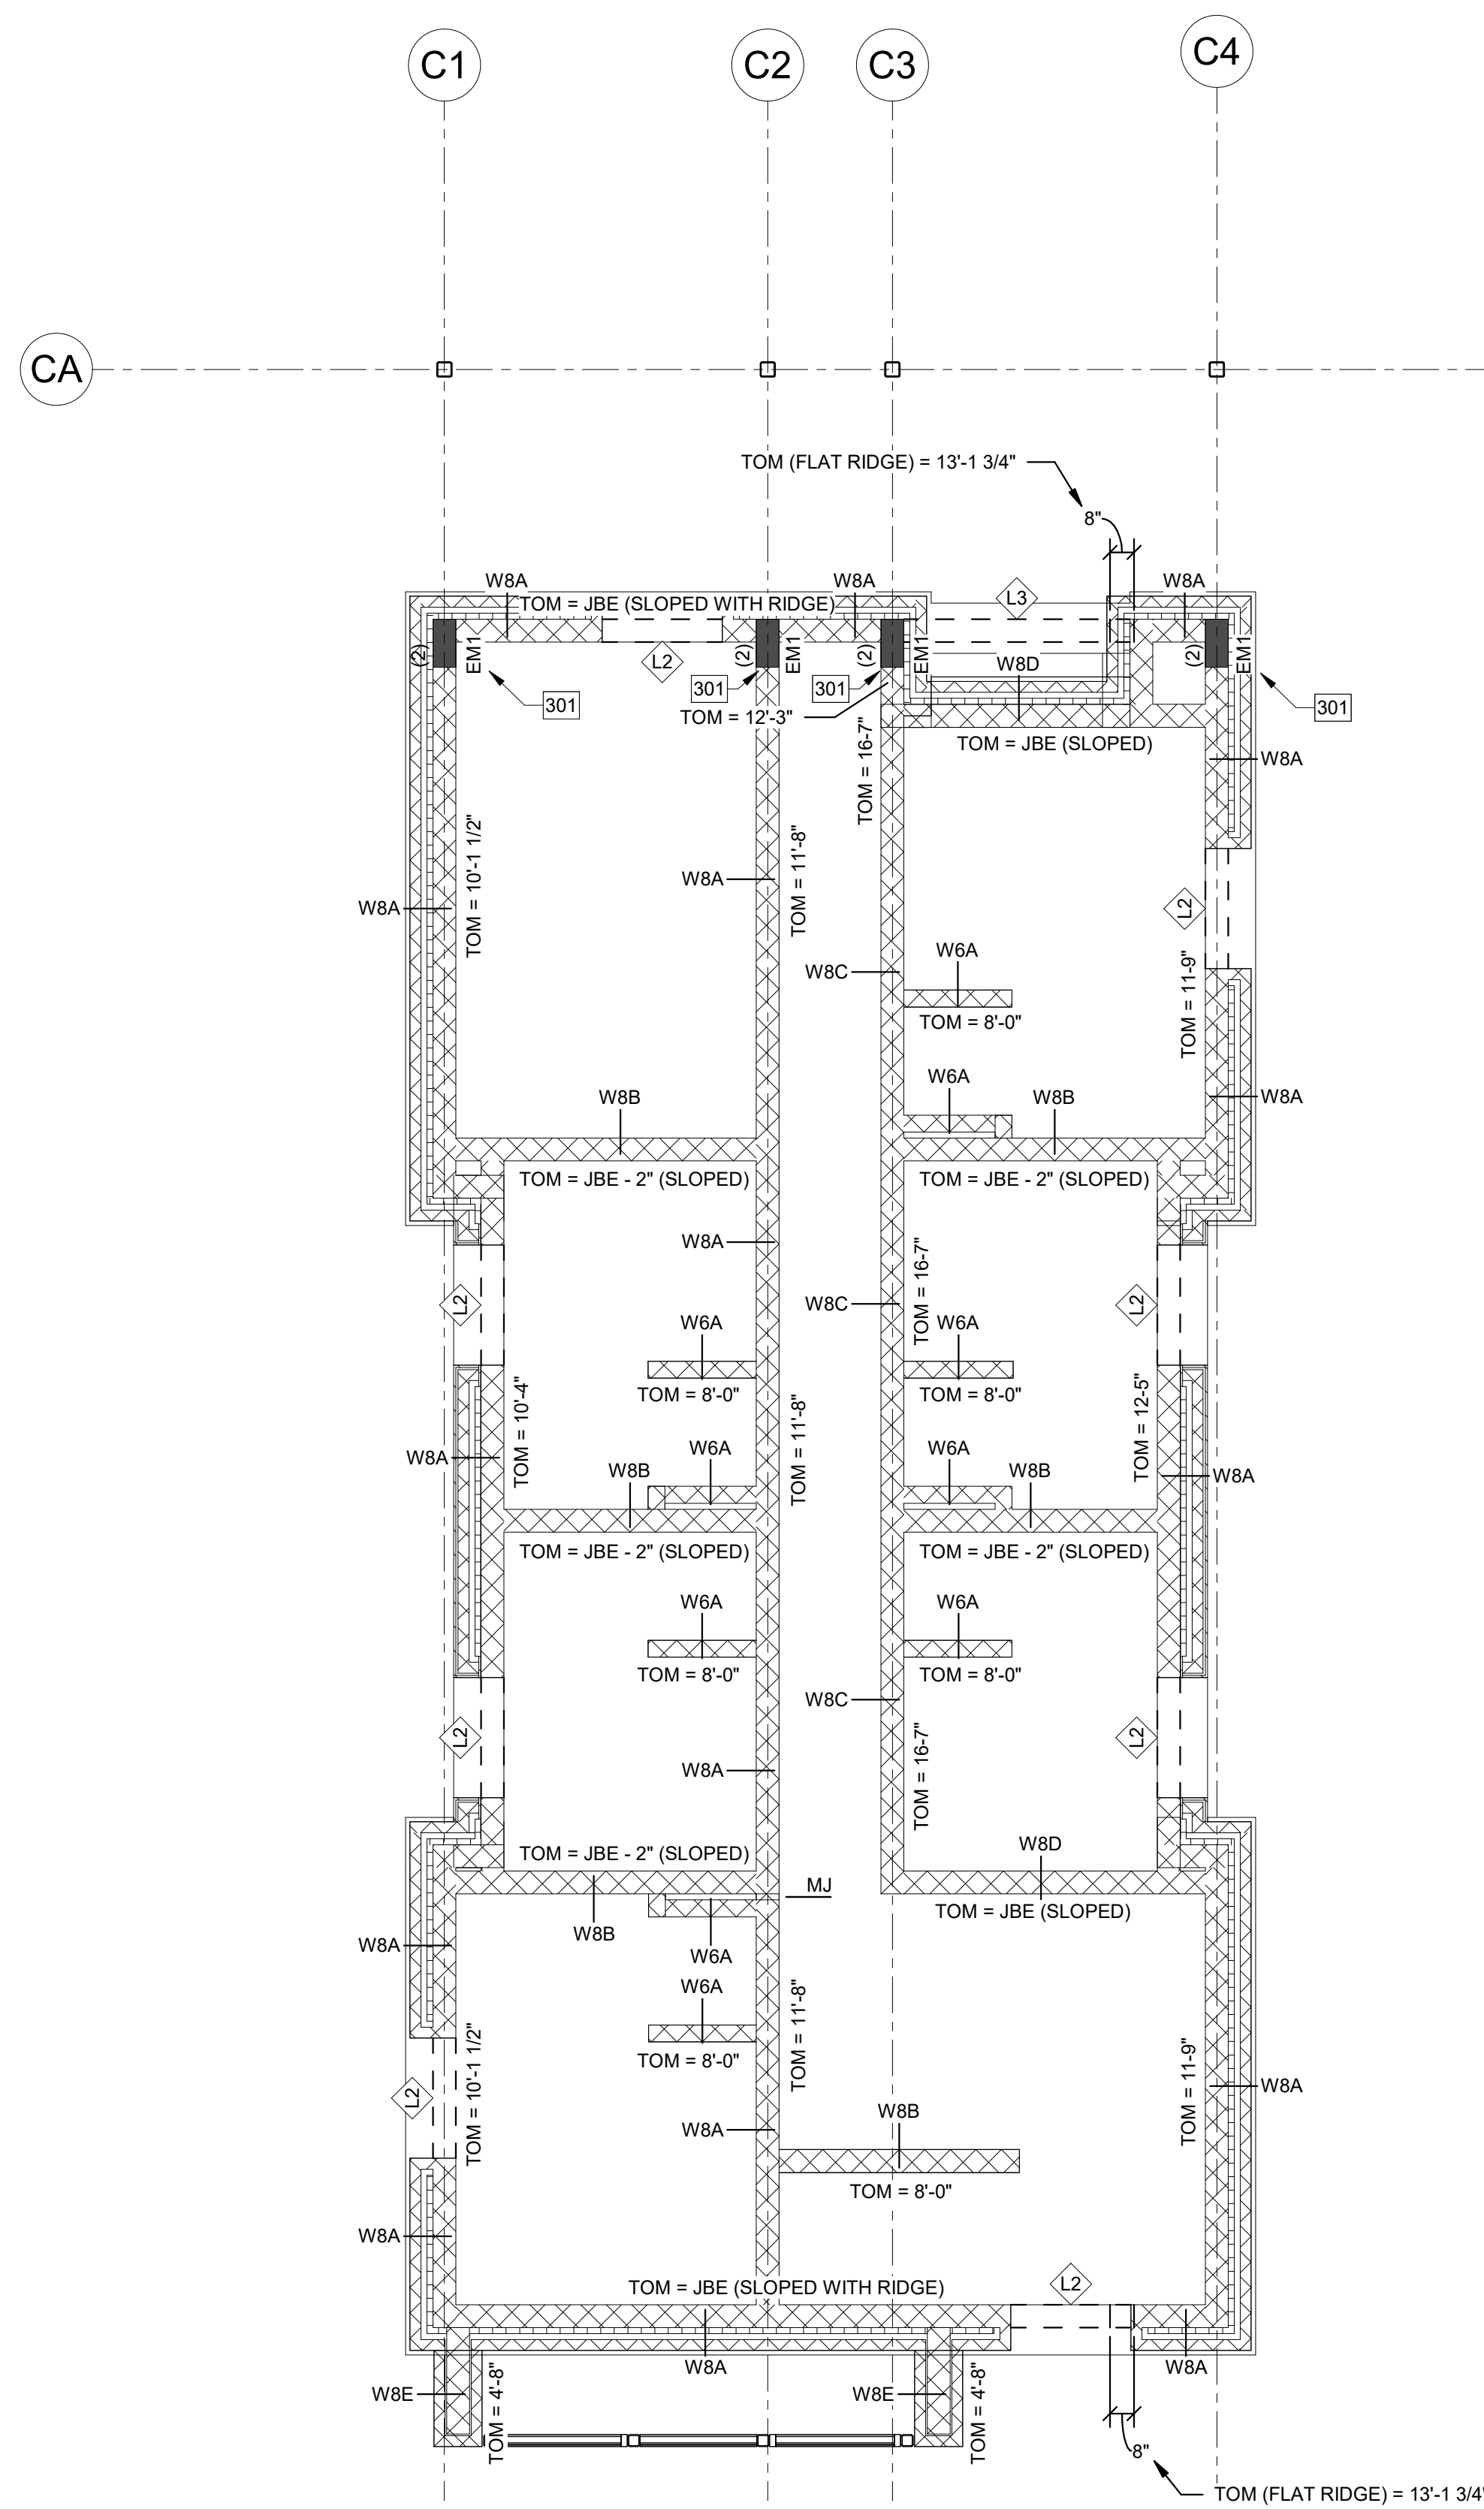 C1
C2
C3
C4
CA
TOM (FLAT RIDGE) = 13'-1 3/4"
8"
W8A
W8A
L3
W8A
TOM = JBE (SLOPED WITH RIDGE)
(2)
EM1
L2
(2)
EM1
(2)
EM1
W8D
(2)
EM1
301
301
301
301
TOM = 12'-3"
TOM = JBE (SLOPED)
TOM = 16-7"
W8A
TOM = 10'-1 1/2"
TOM = 11'-8"
W8A
W8A
L2
W8C
W6A
TOM = 11-9"
TOM = 8'-0"
W6A
W8B
W8B
W8A
TOM = JBE - 2" (SLOPED)
TOM = JBE - 2" (SLOPED)
W8A
TOM = 16-7"
L2
W8C
L2
W6A
W6A
TOM = 8'-0"
TOM = 8'-0"
TOM = 10'-4"
TOM = 11'-8"
TOM = 12-5"
W8A
W6A
W6A
W8B
W8B
W8A
TOM = JBE - 2" (SLOPED)
TOM = JBE - 2" (SLOPED)
W6A
W6A
TOM = 8'-0"
TOM = 8'-0"
W8C
L2
L2
W8A
TOM = 16-7"
TOM = JBE - 2" (SLOPED)
W8D
MJ
TOM = JBE (SLOPED)
W8B
W8A
W6A
W6A
TOM = 11'-8"
TOM = 8'-0"
TOM = 10'-1 1/2"
L2
TOM = 11-9"
W8A
W8B
W8A
TOM = 8'-0"
W8A
TOM = JBE (SLOPED WITH RIDGE)
L2
W8A
W8A
W8E
TOM = 4'-8"
W8E
TOM = 4'-8"
8"
TOM (FLAT RIDGE) = 13'-1 3/4"